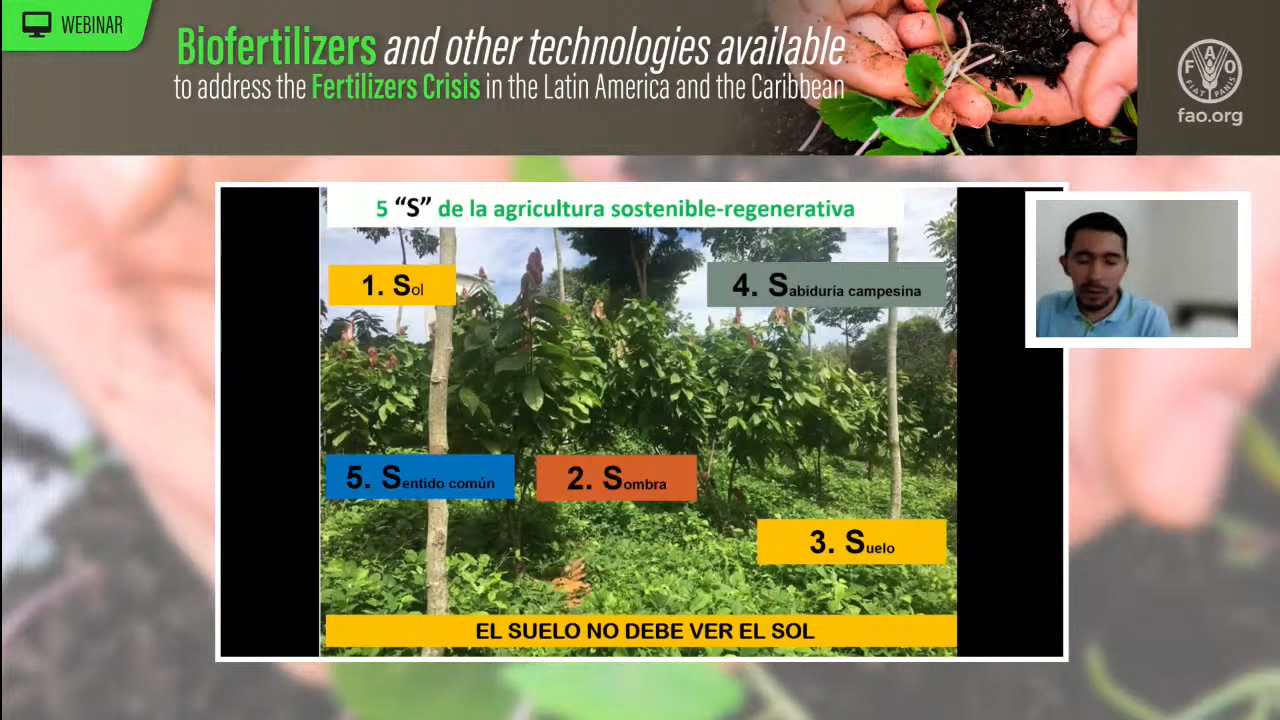 WEBINAR
Biofertilizers and other technologies available
to address the Fertilizers Crisis in the Latin America and the Caribbean
F A O
FIAT PANIS
fao.org
5 “S” de la agricultura sostenible-regenerativa
1. Sol
4. Sabiduría campesina
5. Sentido común
2. Sombra
3. Suelo
EL SUELO NO DEBE VER EL SOL